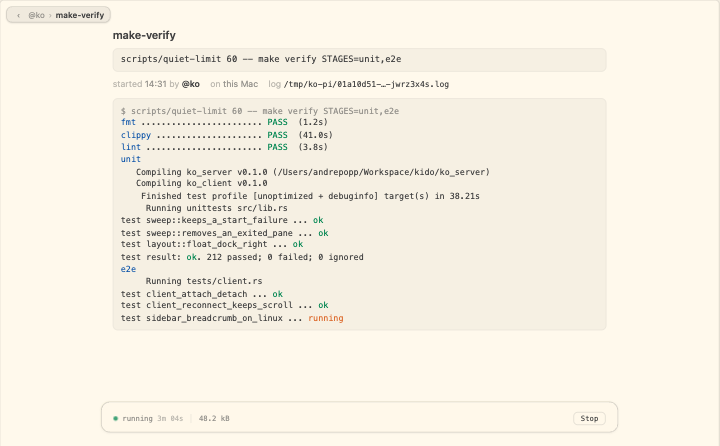 ‹ @ko › make-verify
make-verify
scripts/quiet-limit 60 -- make verify STAGES=unit,e2e
started 14:31 by @ko on this Mac log /tmp/ko-pi/01a10d51-…-jwrz3x4s.log
$ scripts/quiet-limit 60 -- make verify STAGES=unit,e2e
fmt ........................ PASS (1.2s)
clippy ..................... PASS (41.0s)
lint ....................... PASS (3.8s)
unit
Compiling ko_server v0.1.0 (/Users/andrepopp/Workspace/kido/ko_server)
Compiling ko_client v0.1.0
Finished test profile [unoptimized + debuginfo] target(s) in 38.21s
Running unittests src/lib.rs
test sweep::keeps_a_start_failure ... ok
test sweep::removes_an_exited_pane ... ok
test layout::float_dock_right ... ok
test result: ok. 212 passed; 0 failed; 0 ignored
e2e
Running tests/client.rs
test client_attach_detach ... ok
test client_reconnect_keeps_scroll ... ok
test sidebar_breadcrumb_on_linux ... running
running 3m 04s 48.2 kB Stop